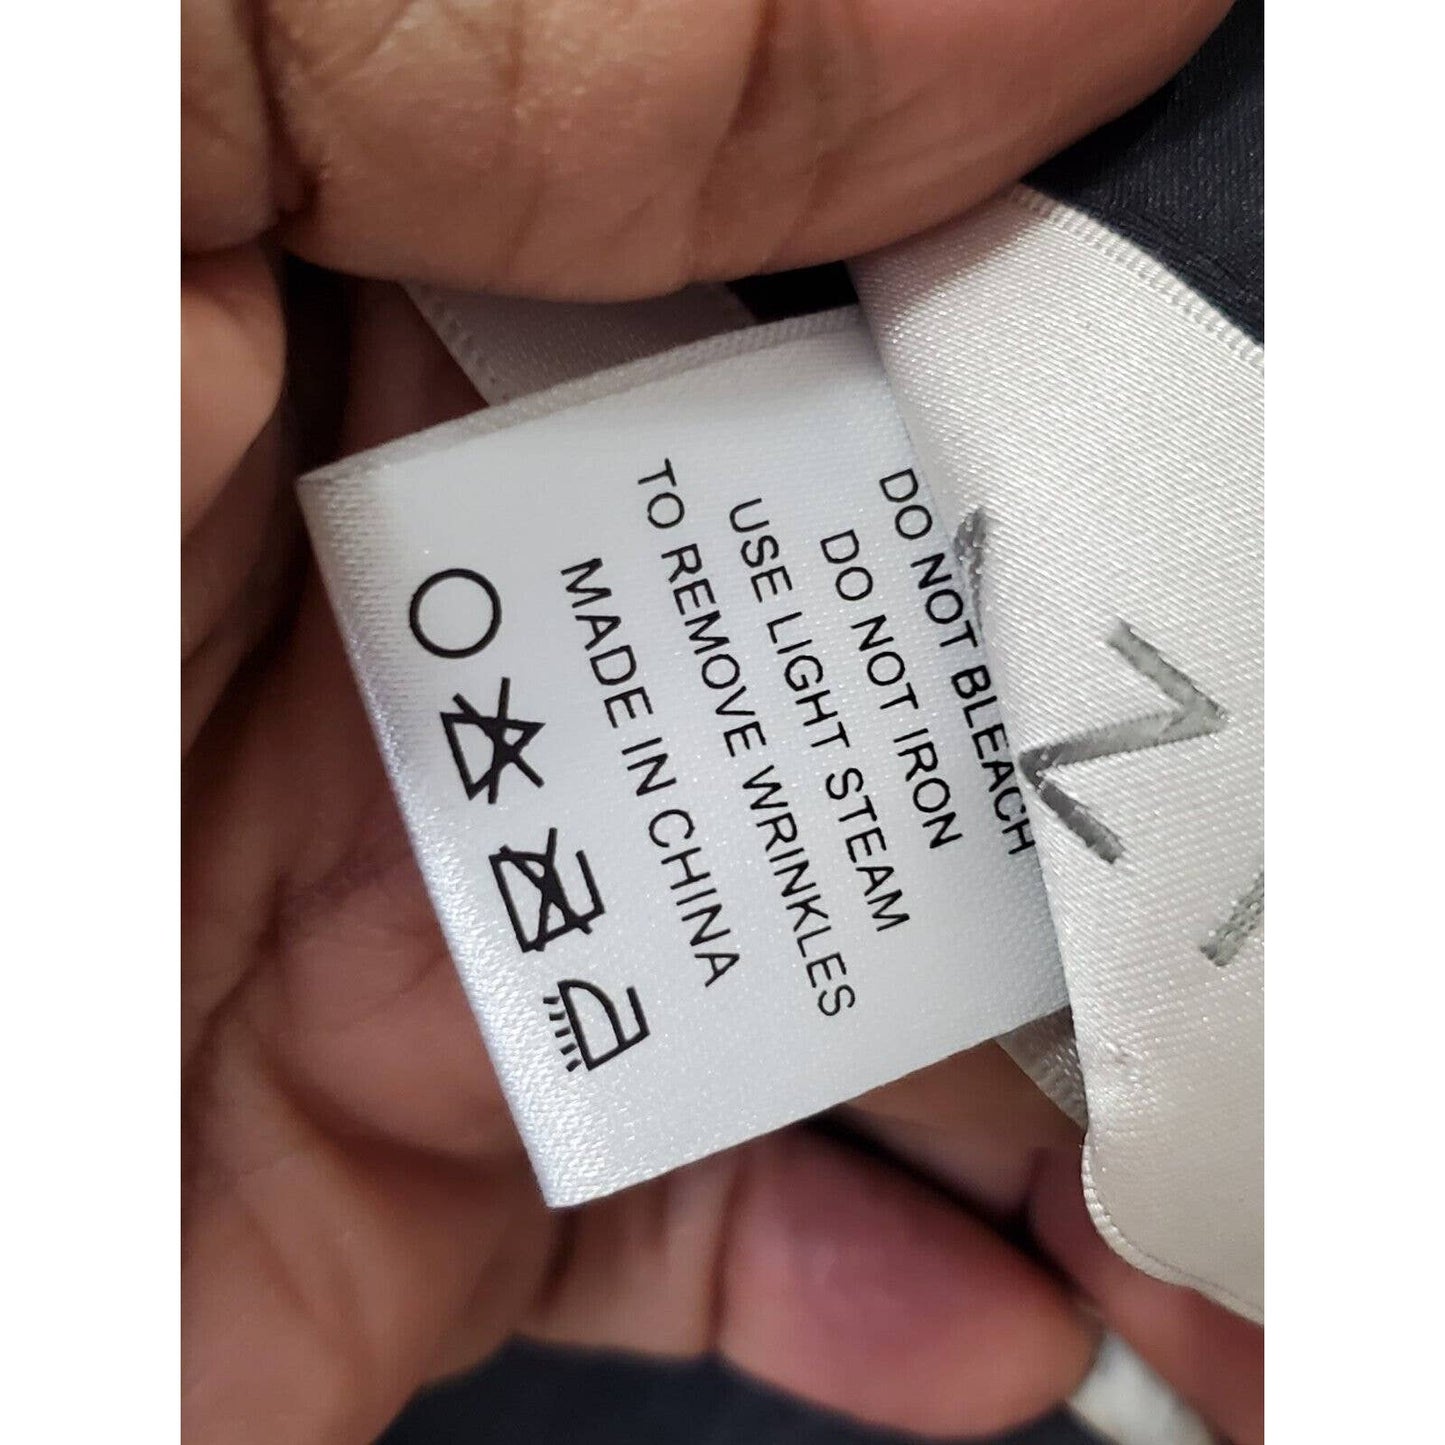 DO NOT BLEACH
DO NOT IRON
USE LIGHT STEAM
TO REMOVE WRINKLES
MADE IN CHINA